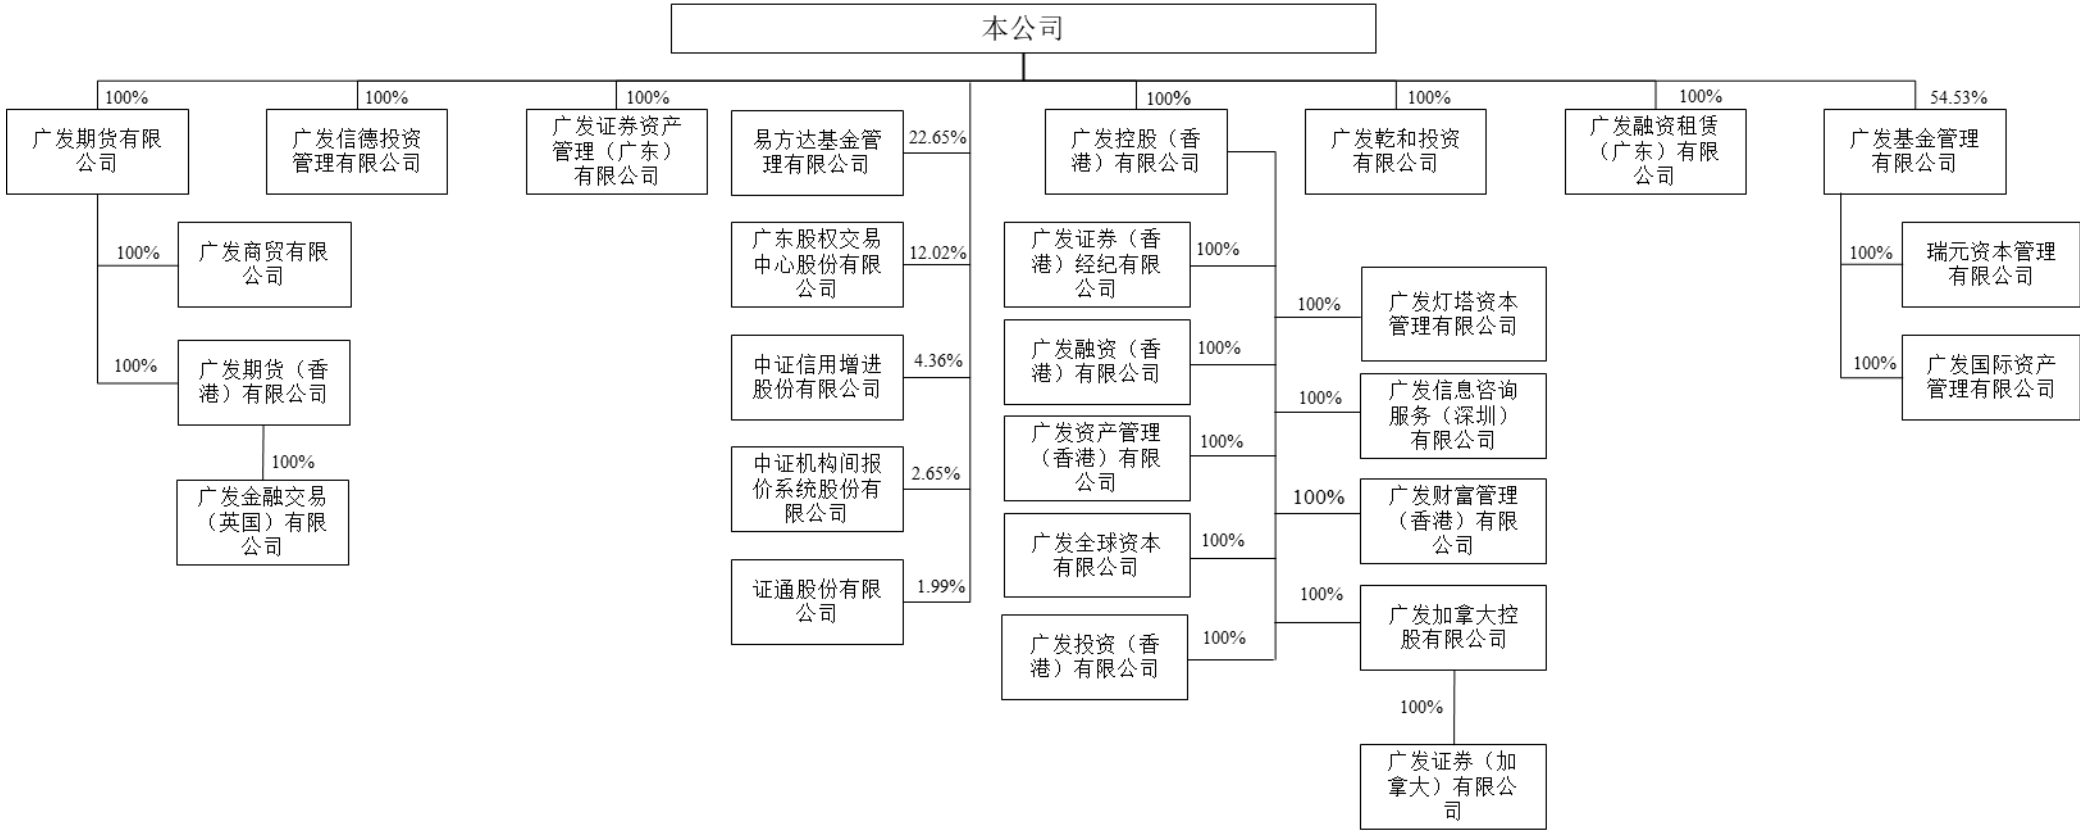 本公司
100%
广发期货有限
公司
100%
广发信德投资
管理有限公司
100%
广发证券资产
管理（广东）
有限公司
易方达基金管
理有限公司
22.65%
100%
广发控股（香
港）有限公司
100%
广发乾和投资
有限公司
100%
广发融资租赁
（广东）有限
公司
54.53%
广发基金管理
有限公司
100%
广发商贸有限
公司
100%
广发期货（香
港）有限公司
100%
广发金融交易
（英国）有限
公司
广东股权交易
中心股份有限
公司
12.02%
中证信用增进
股份有限公司
4.36%
中证机构间报
价系统股份有
限公司
2.65%
证通股份有限
公司
1.99%
广发证券（香
港）经纪有限
公司
100%
广发融资（香
港）有限公司
100%
广发资产管理
（香港）有限
公司
100%
广发全球资本
有限公司
100%
广发投资（香
港）有限公司
100%
100%
广发灯塔资本
管理有限公司
100%
广发信息咨询
服务（深圳）
有限公司
100%
广发财富管理
（香港）有限
公司
100%
广发加拿大控
股有限公司
100%
广发证券（加
拿大）有限公
司
100%
瑞元资本管理
有限公司
100%
广发国际资产
管理有限公司